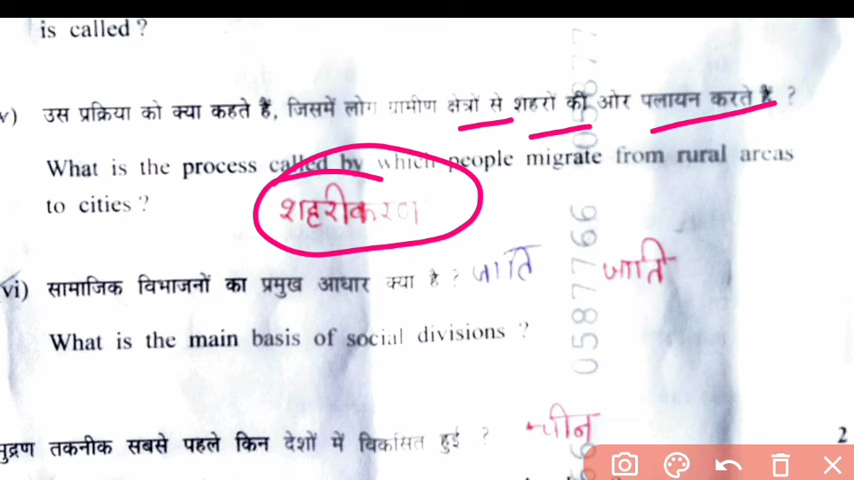 is called ?
v) उस प्रक्रिया को क्या कहते हैं, जिसमें लोग ग्रामीण क्षेत्रों से शहरों की ओर पलायन करते हैं ?
What is the process called by which people migrate from rural areas
to cities ?
शहरीकरण
vi) सामाजिक विभाजनों का प्रमुख आधार क्या है ? जाति जाति
What is the main basis of social divisions ?
0587766
मुद्रण तकनीक सबसे पहले किन देशों में विकसित हुई ? चीन
2